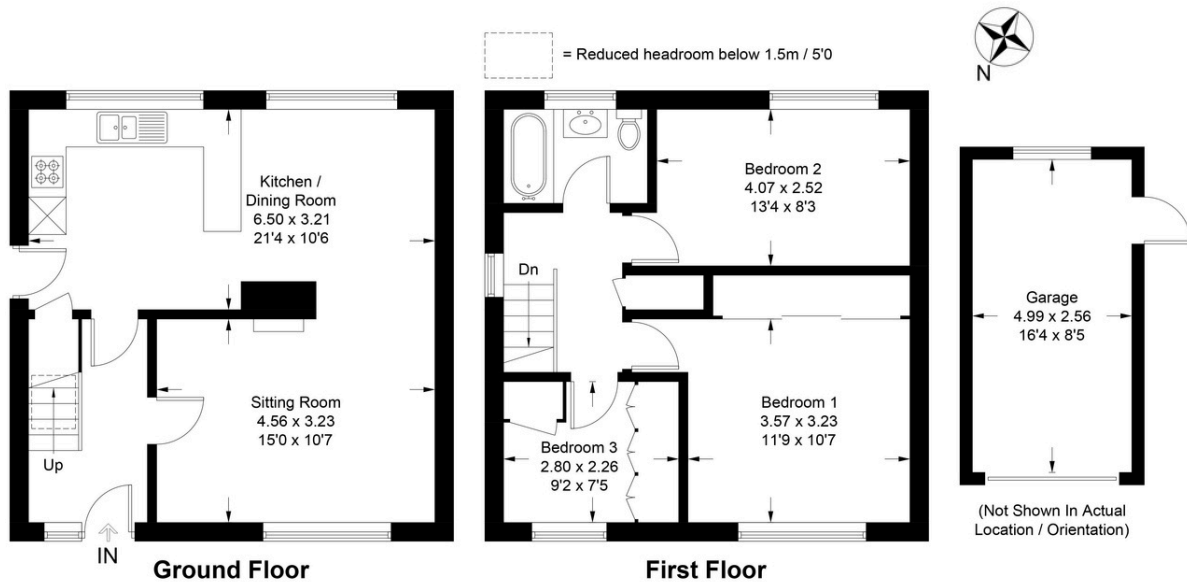 = Reduced headroom below 1.5m / 5'0
N
Kitchen /
Dining Room
6.50 x 3.21
21'4 x 10'6
Sitting Room
4.56 x 3.23
15'0 x 10'7
Up
IN
Ground Floor
Bedroom 2
4.07 x 2.52
13'4 x 8'3
Dn
Bedroom 1
3.57 x 3.23
11'9 x 10'7
Bedroom 3
2.80 x 2.26
9'2 x 7'5
First Floor
Garage
4.99 x 2.56
16'4 x 8'5
(Not Shown In Actual
Location / Orientation)